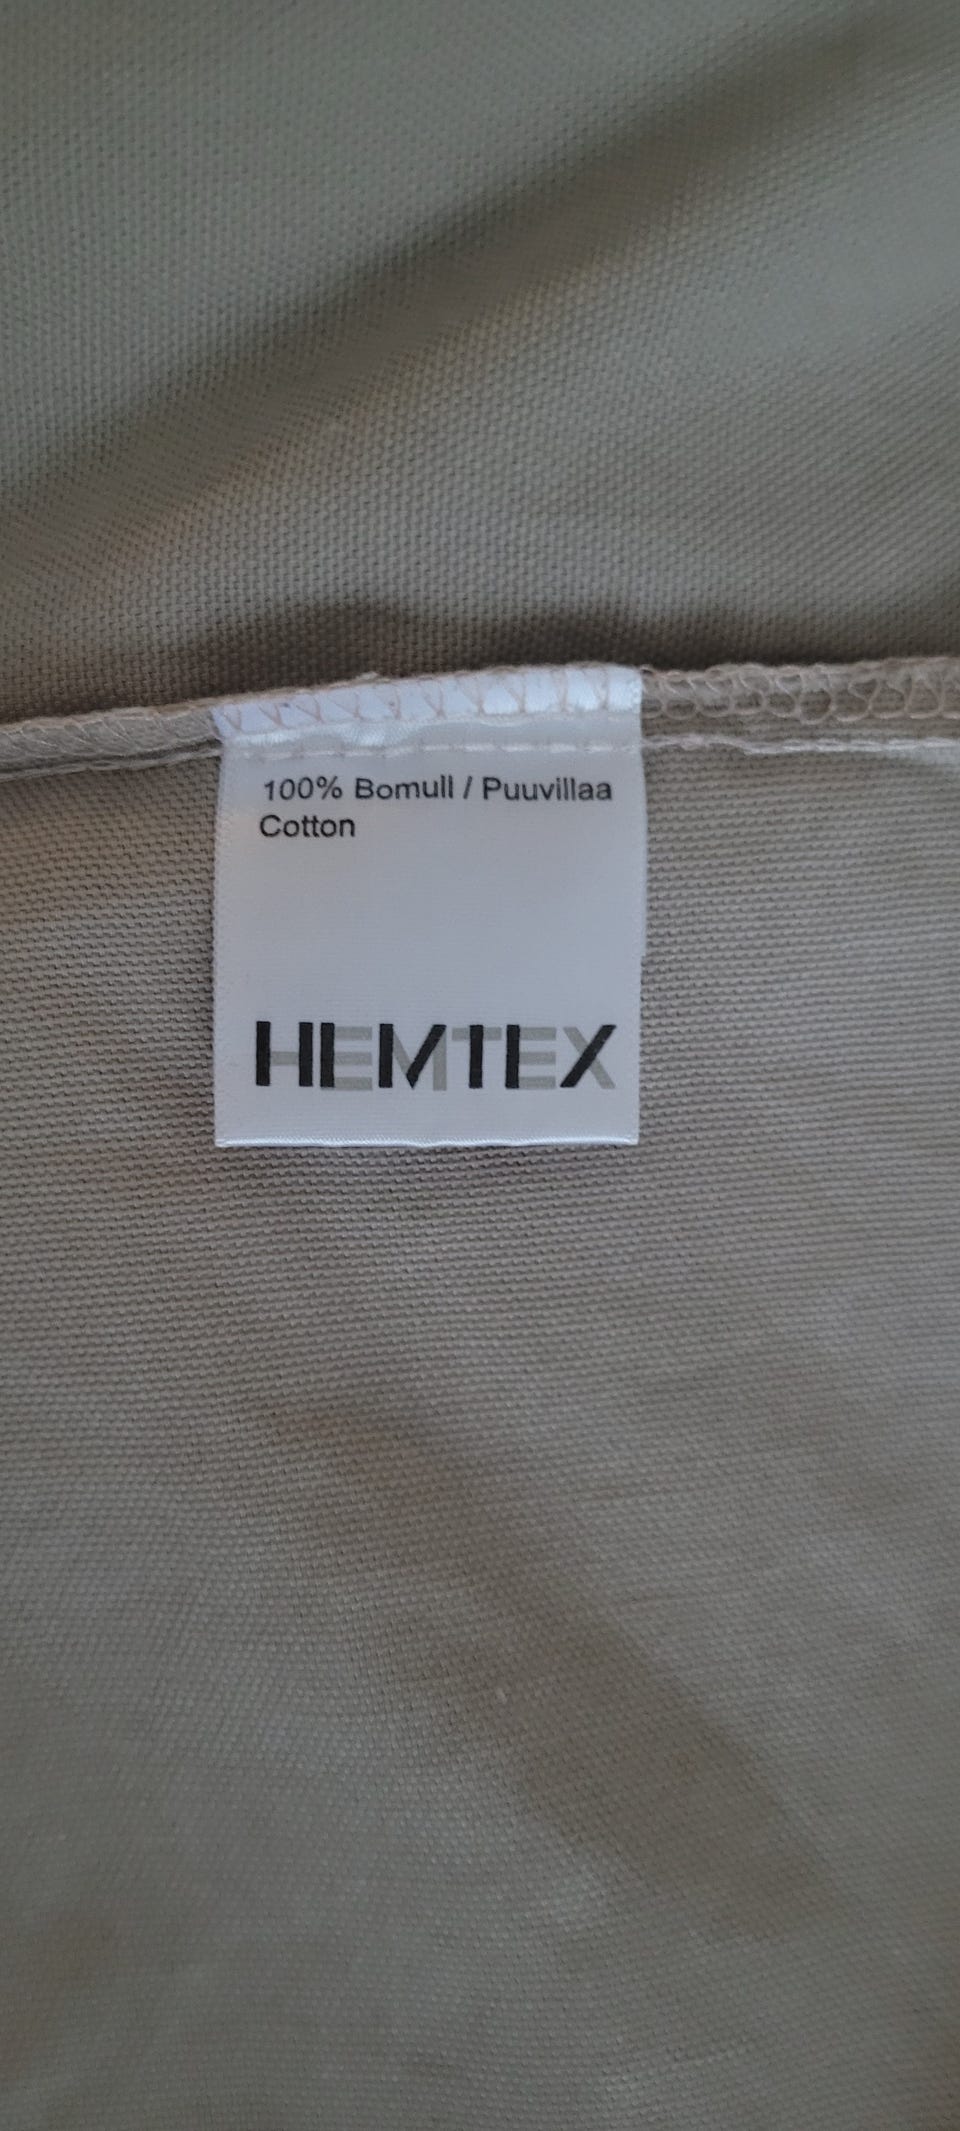 100% Bomull / Puuvillaa
Cotton
HEMTEX